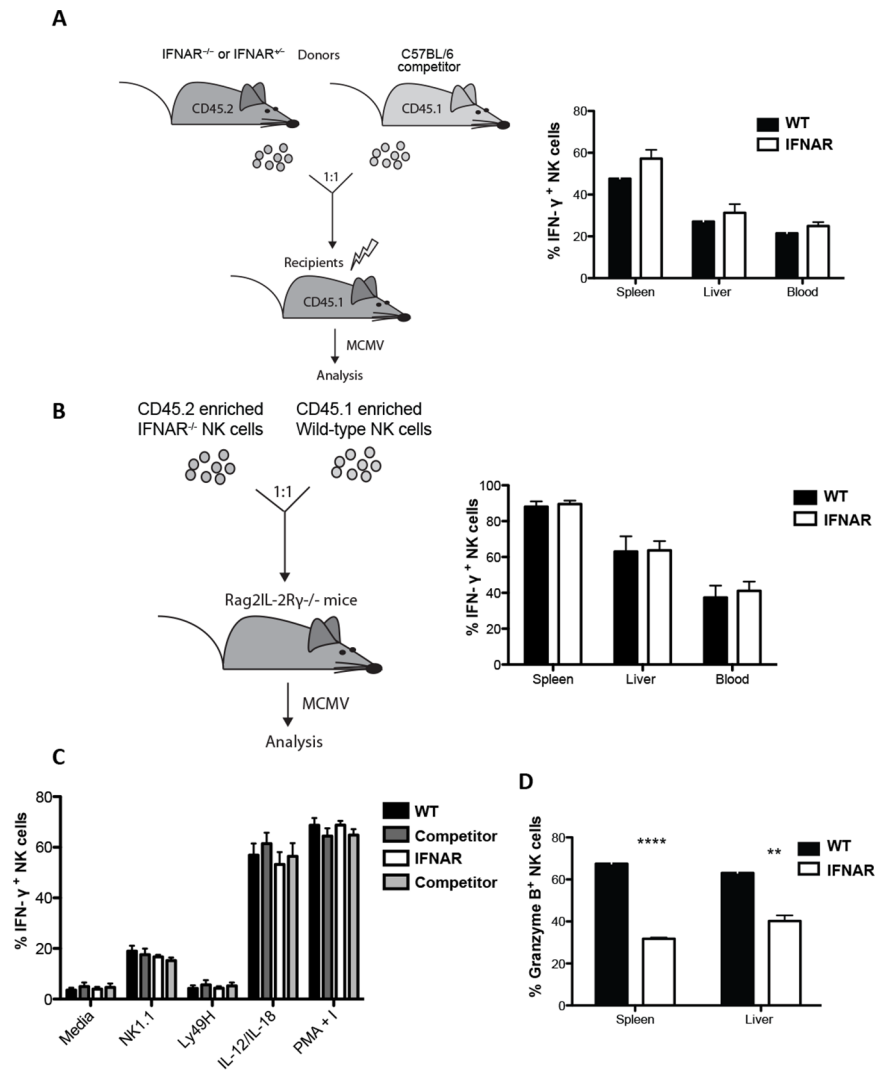 A
IFNAR⁻/⁻ or IFNAR⁺/⁻ Donors
C57BL/6
competitor
CD45.2
CD45.1
1:1
Recipients
CD45.1
MCMV
Analysis
% IFN- γ ⁺ NK cells
80
60
40
20
0
Spleen
Liver
Blood
WT
IFNAR
B
CD45.2 enriched
IFNAR⁻/⁻ NK cells
CD45.1 enriched
Wild-type NK cells
1:1
Rag2IL-2Rγ-/- mice
MCMV
Analysis
% IFN- γ ⁺ NK cells
100
80
60
40
20
0
Spleen
Liver
Blood
WT
IFNAR
C
% IFN- γ ⁺ NK cells
80
60
40
20
0
Media
NK1.1
Ly49H
IL-12/IL-18
PMA + I
WT
Competitor
IFNAR
Competitor
D
% Granzyme B⁺ NK cells
80
60
40
20
0
****
**
Spleen
Liver
WT
IFNAR